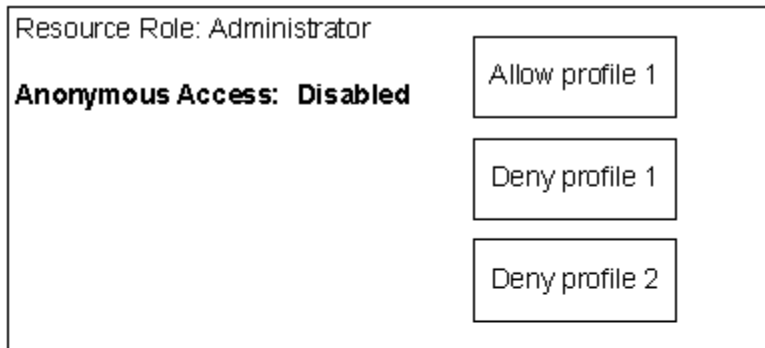 Resource Role: Administrator
Anonymous Access: Disabled
Allow profile 1
Deny profile 1
Deny profile 2